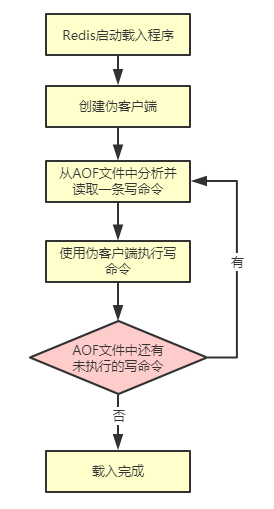 Redis启动载入程序
创建伪客户端
从AOF文件中分析并
读取一条写命令
使用伪客户端执行写
命令
有
AOF文件中还有
未执行的写命令
否
载入完成